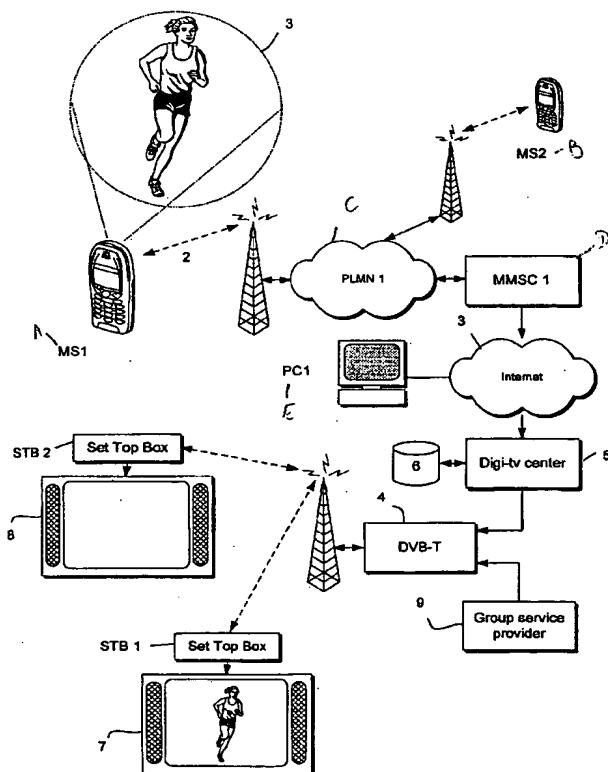 3
MS2 B
C
2
PLMN 1
D
MMSC 1
A
MS1
3
Internet
PC1
E
STB 2
Set Top Box
6
Digi-tv center
5
8
4
DVB-T
9
Group service
provider
STB 1
Set Top Box
7